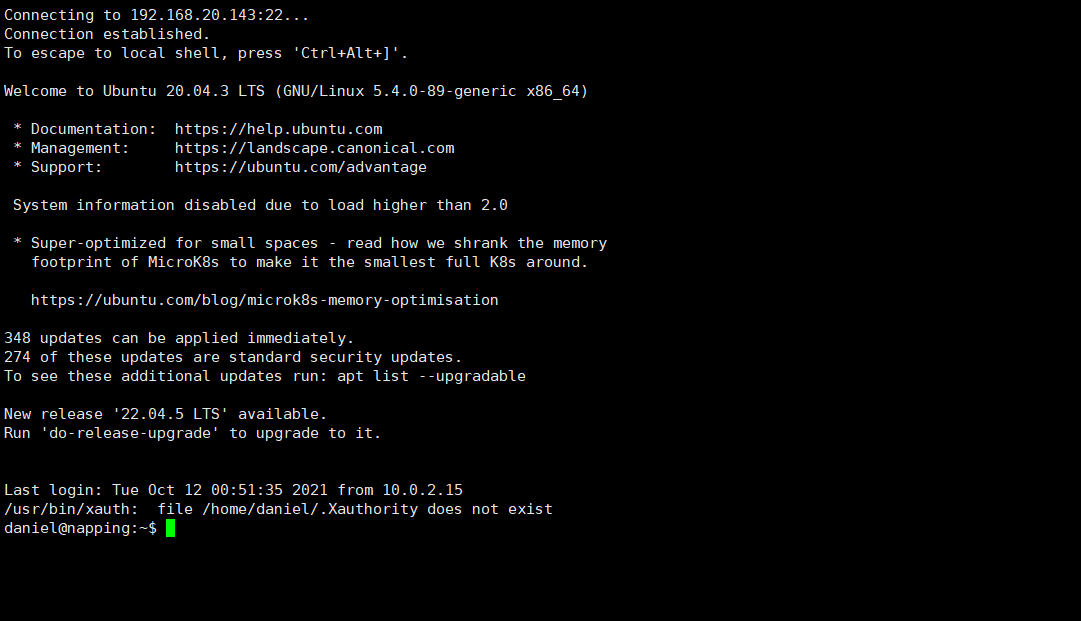 Connecting to 192.168.20.143:22...
Connection established.
To escape to local shell, press 'Ctrl+Alt+]'.
Welcome to Ubuntu 20.04.3 LTS (GNU/Linux 5.4.0-89-generic x86_64)
 * Documentation:  https://help.ubuntu.com
 * Management:     https://landscape.canonical.com
 * Support:        https://ubuntu.com/advantage
 System information disabled due to load higher than 2.0
 * Super-optimized for small spaces - read how we shrank the memory
   footprint of MicroK8s to make it the smallest full K8s around.
   https://ubuntu.com/blog/microk8s-memory-optimisation
348 updates can be applied immediately.
274 of these updates are standard security updates.
To see these additional updates run: apt list --upgradable
New release '22.04.5 LTS' available.
Run 'do-release-upgrade' to upgrade to it.
Last login: Tue Oct 12 00:51:35 2021 from 10.0.2.15
/usr/bin/xauth:  file /home/daniel/.Xauthority does not exist
daniel@napping:~$